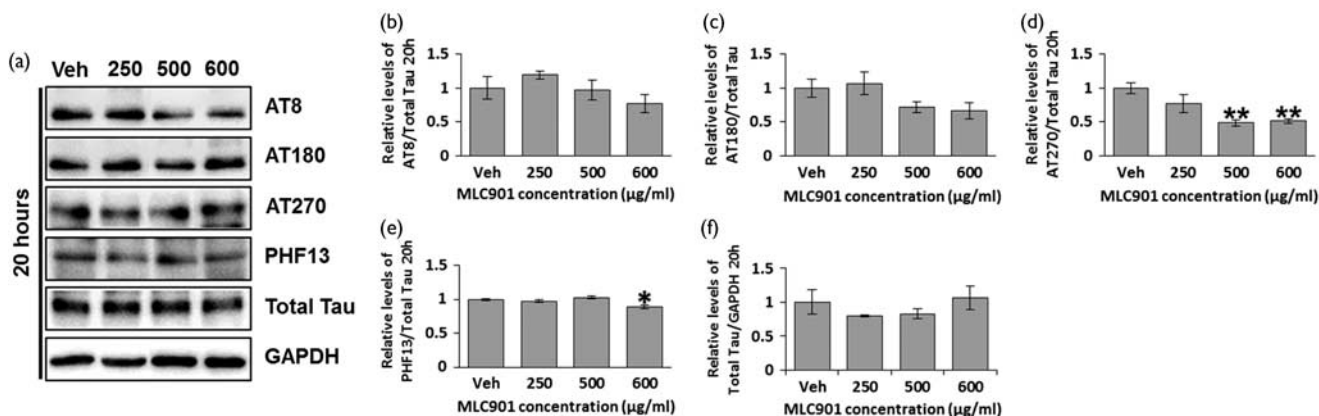 (a)
Veh 250 500 600
20 hours
AT8
AT180
AT270
PHF13
Total Tau
GAPDH
(b)
Relative levels of
AT8/Total Tau 20h
1.5
1
0.5
0
Veh 250 500 600
MLC901 concentration (µg/ml)
(c)
Relative levels of
AT180/Total Tau
1.5
1
0.5
0
Veh 250 500 600
MLC901 concentration (µg/ml)
(d)
Relative levels of
AT270/Total Tau 20h
1.5
1
0.5
0
** **
Veh 250 500 600
MLC901 concentration (µg/ml)
(e)
Relative levels of
PHF13/Total Tau 20h
1.5
1
0.5
0
*
Veh 250 500 600
MLC901 concentration (µg/ml)
(f)
Relative levels of
Total Tau/GAPDH 20h
1.5
1
0.5
0
Veh 250 500 600
MLC901 concentration (µg/ml)